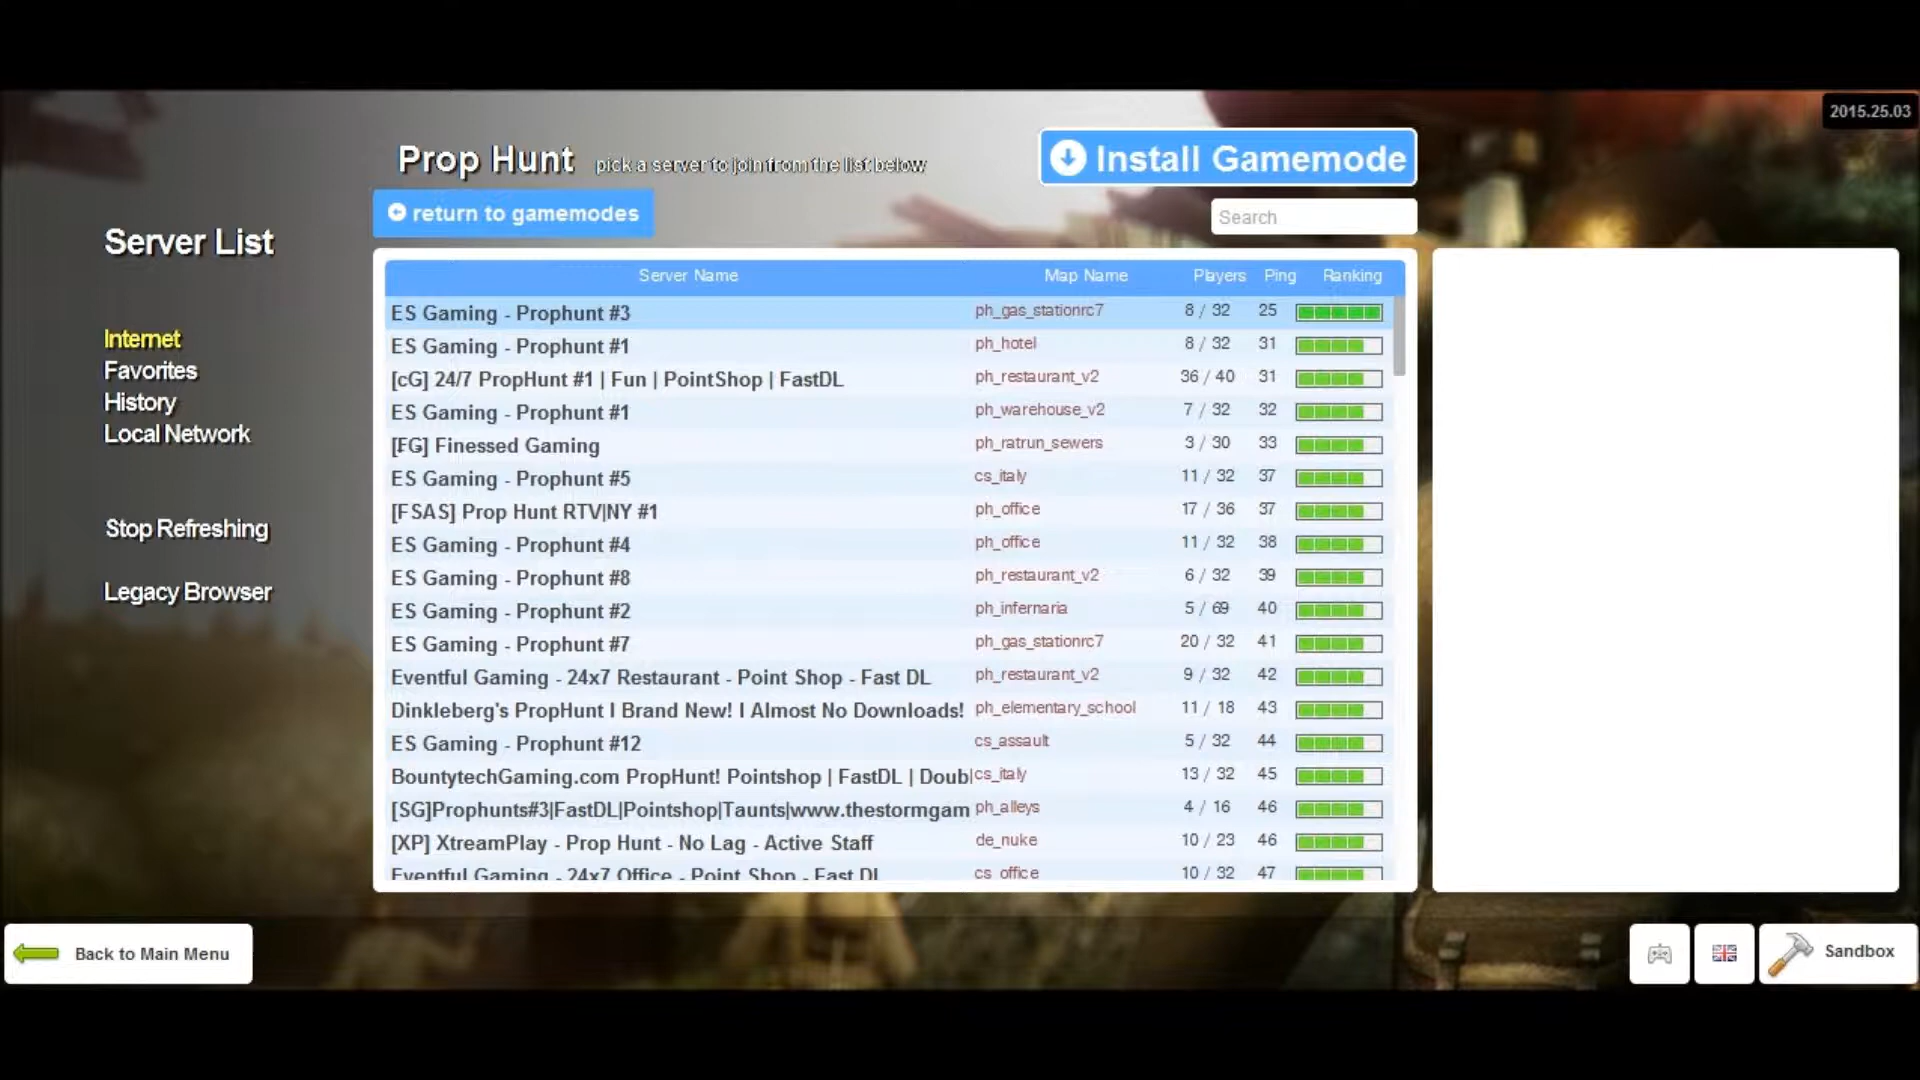 2015.25.03
Prop Hunt pick a server to join from the list below
Install Gamemode
return to gamemodes
Search
Server List
Internet
Favorites
History
Local Network
Stop Refreshing
Legacy Browser
Server Name Map Name Players Ping Ranking
ES Gaming - Prophunt #3 ph_gas_stationrc7 8 / 32 25
ES Gaming - Prophunt #1 ph_hotel 8 / 32 31
[cG] 24/7 PropHunt #1 | Fun | PointShop | FastDL ph_restaurant_v2 36 / 40 31
ES Gaming - Prophunt #1 ph_warehouse_v2 7 / 32 32
[FG] Finessed Gaming ph_ratrun_sewers 3 / 30 33
ES Gaming - Prophunt #5 cs_italy 11 / 32 37
[FSAS] Prop Hunt RTV|NY #1 ph_office 17 / 36 37
ES Gaming - Prophunt #4 ph_office 11 / 32 38
ES Gaming - Prophunt #8 ph_restaurant_v2 6 / 32 39
ES Gaming - Prophunt #2 ph_infernaria 5 / 69 40
ES Gaming - Prophunt #7 ph_gas_stationrc7 20 / 32 41
Eventful Gaming - 24x7 Restaurant - Point Shop - Fast DL ph_restaurant_v2 9 / 32 42
Dinkleberg's PropHunt I Brand New! I Almost No Downloads! ph_elementary_school 11 / 18 43
ES Gaming - Prophunt #12 cs_assault 5 / 32 44
BountytechGaming.com PropHunt! Pointshop | FastDL | Doubl cs_italy 13 / 32 45
[SG]Prophunts#3|FastDL|Pointshop|Taunts|www.thestormgam ph_alleys 4 / 16 46
[XP] XtreamPlay - Prop Hunt - No Lag - Active Staff de_nuke 10 / 23 46
Eventful Gaming - 24x7 Office - Point Shop - Fast DL cs_office 10 / 32 47
Back to Main Menu
Sandbox